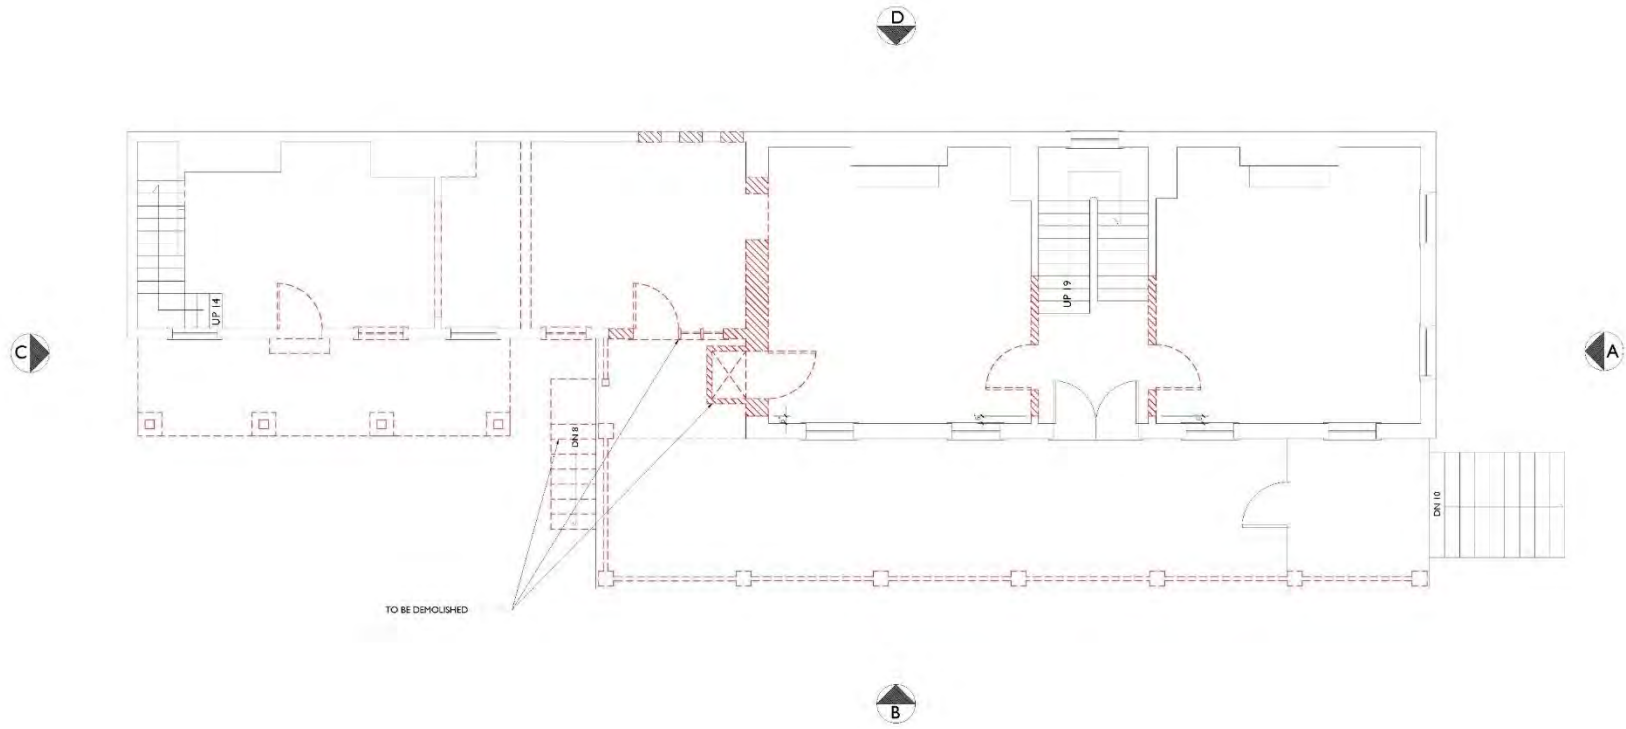 D
UP 14
UP 19
C
A
DN 8
DN 10
TO BE DEMOLISHED
B